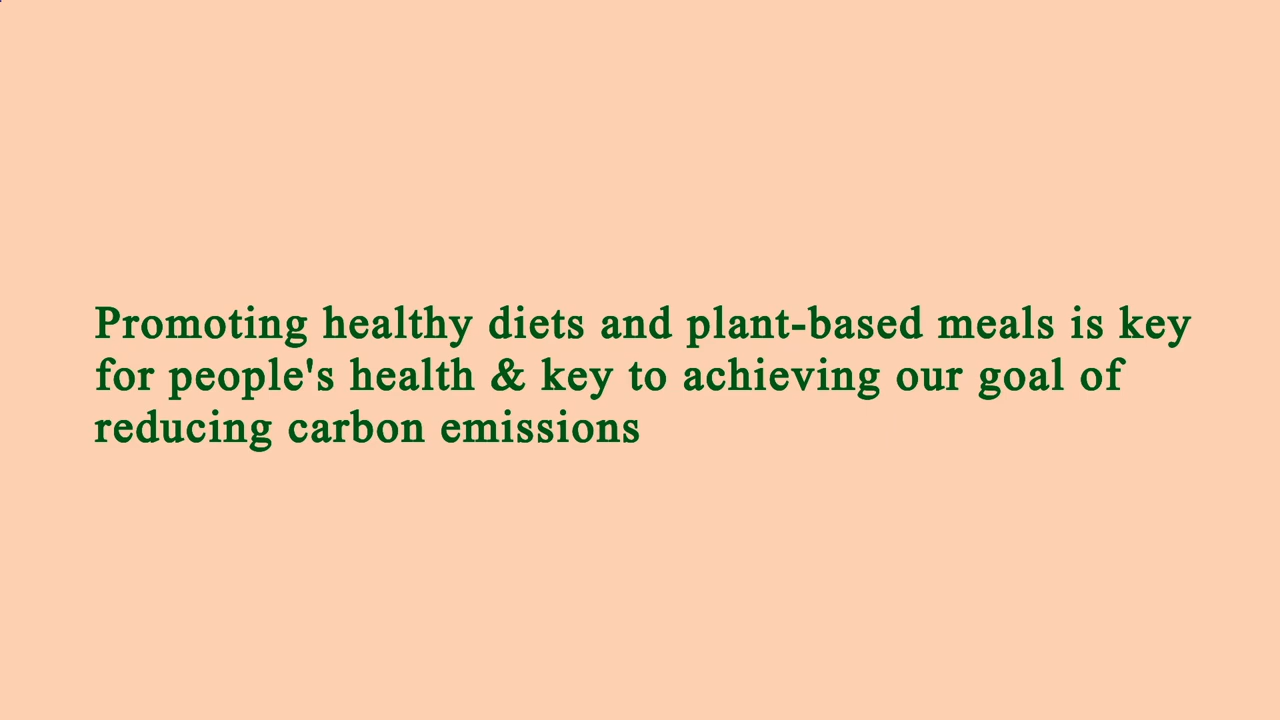 Promoting healthy diets and plant-based meals is key
for people's health & key to achieving our goal of
reducing carbon emissions